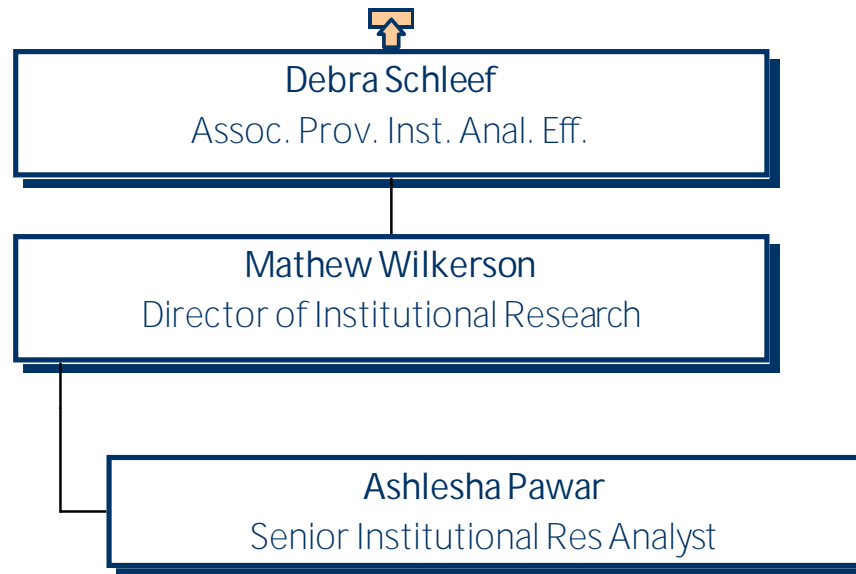 Debra Schleef
Assoc. Prov. Inst. Anal. Eff.
Mathew Wilkerson
Director of Institutional Research
Ashlesha Pawar
Senior Institutional Res Analyst